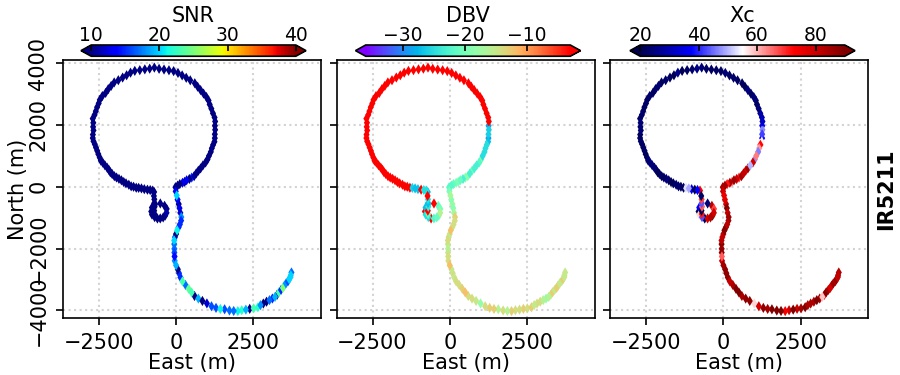 SNR DBV Xc
10 20 30 40 −30 −20 −10 20 40 60 80
4000
2000
0
−2000
−4000
North (m)
−2500 0 2500 −2500 0 2500 −2500 0 2500
East (m) East (m) East (m)
IR5211